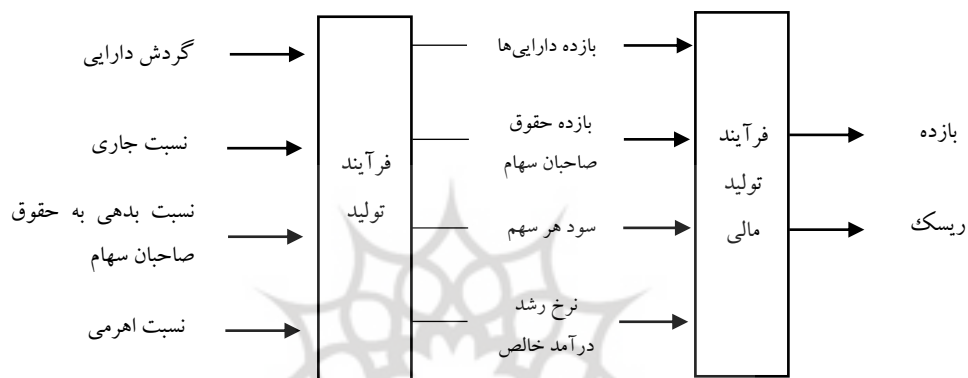 گردش دارایی
نسبت جاری
نسبت بدهی به حقوق
صاحبان سهام
نسبت اهرمی
فرآیند
تولید
بازده دارایی‌ها
بازده حقوق
صاحبان سهام
سود هر سهم
نرخ رشد
درآمد خالص
فرآیند
تولید
مالی
بازده
ریسک